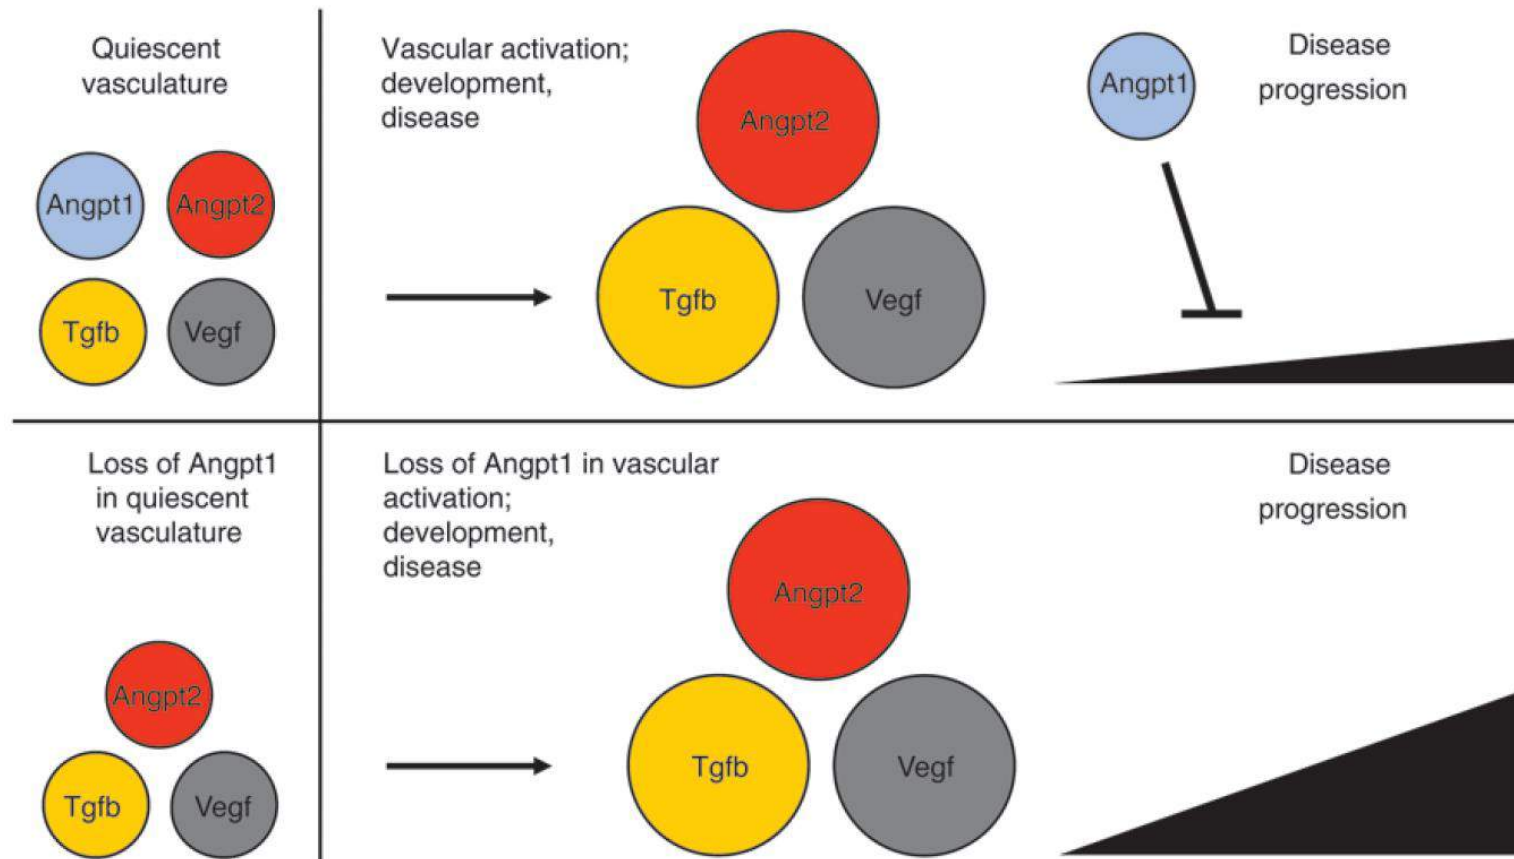 Quiescent
vasculature
Angpt1
Angpt2
Tgfb
Vegf
Vascular activation;
development,
disease
Angpt2
Tgfb
Vegf
Angpt1
Disease
progression
Loss of Angpt1
in quiescent
vasculature
Angpt2
Tgfb
Vegf
Loss of Angpt1 in vascular
activation;
development,
disease
Angpt2
Tgfb
Vegf
Disease
progression